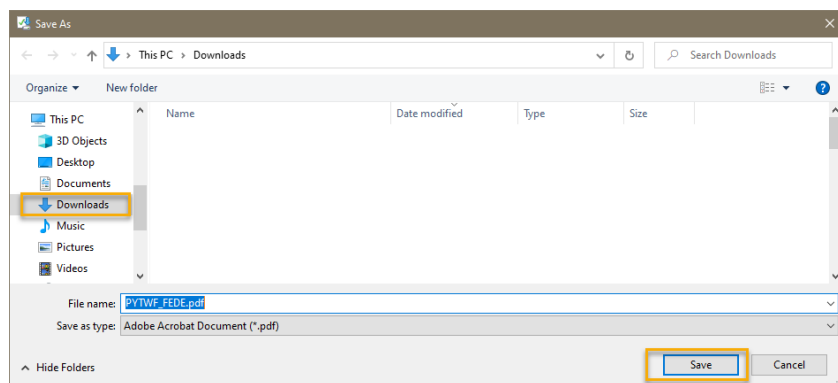 Save As
This PC > Downloads
Search Downloads
Organize
New folder
?
Name
Date modified
Type
Size
This PC
3D Objects
Desktop
Documents
Downloads
Music
Pictures
Videos
File name: PYTWF_FEDE.pdf
Save as type: Adobe Acrobat Document (*.pdf)
Hide Folders
Save
Cancel